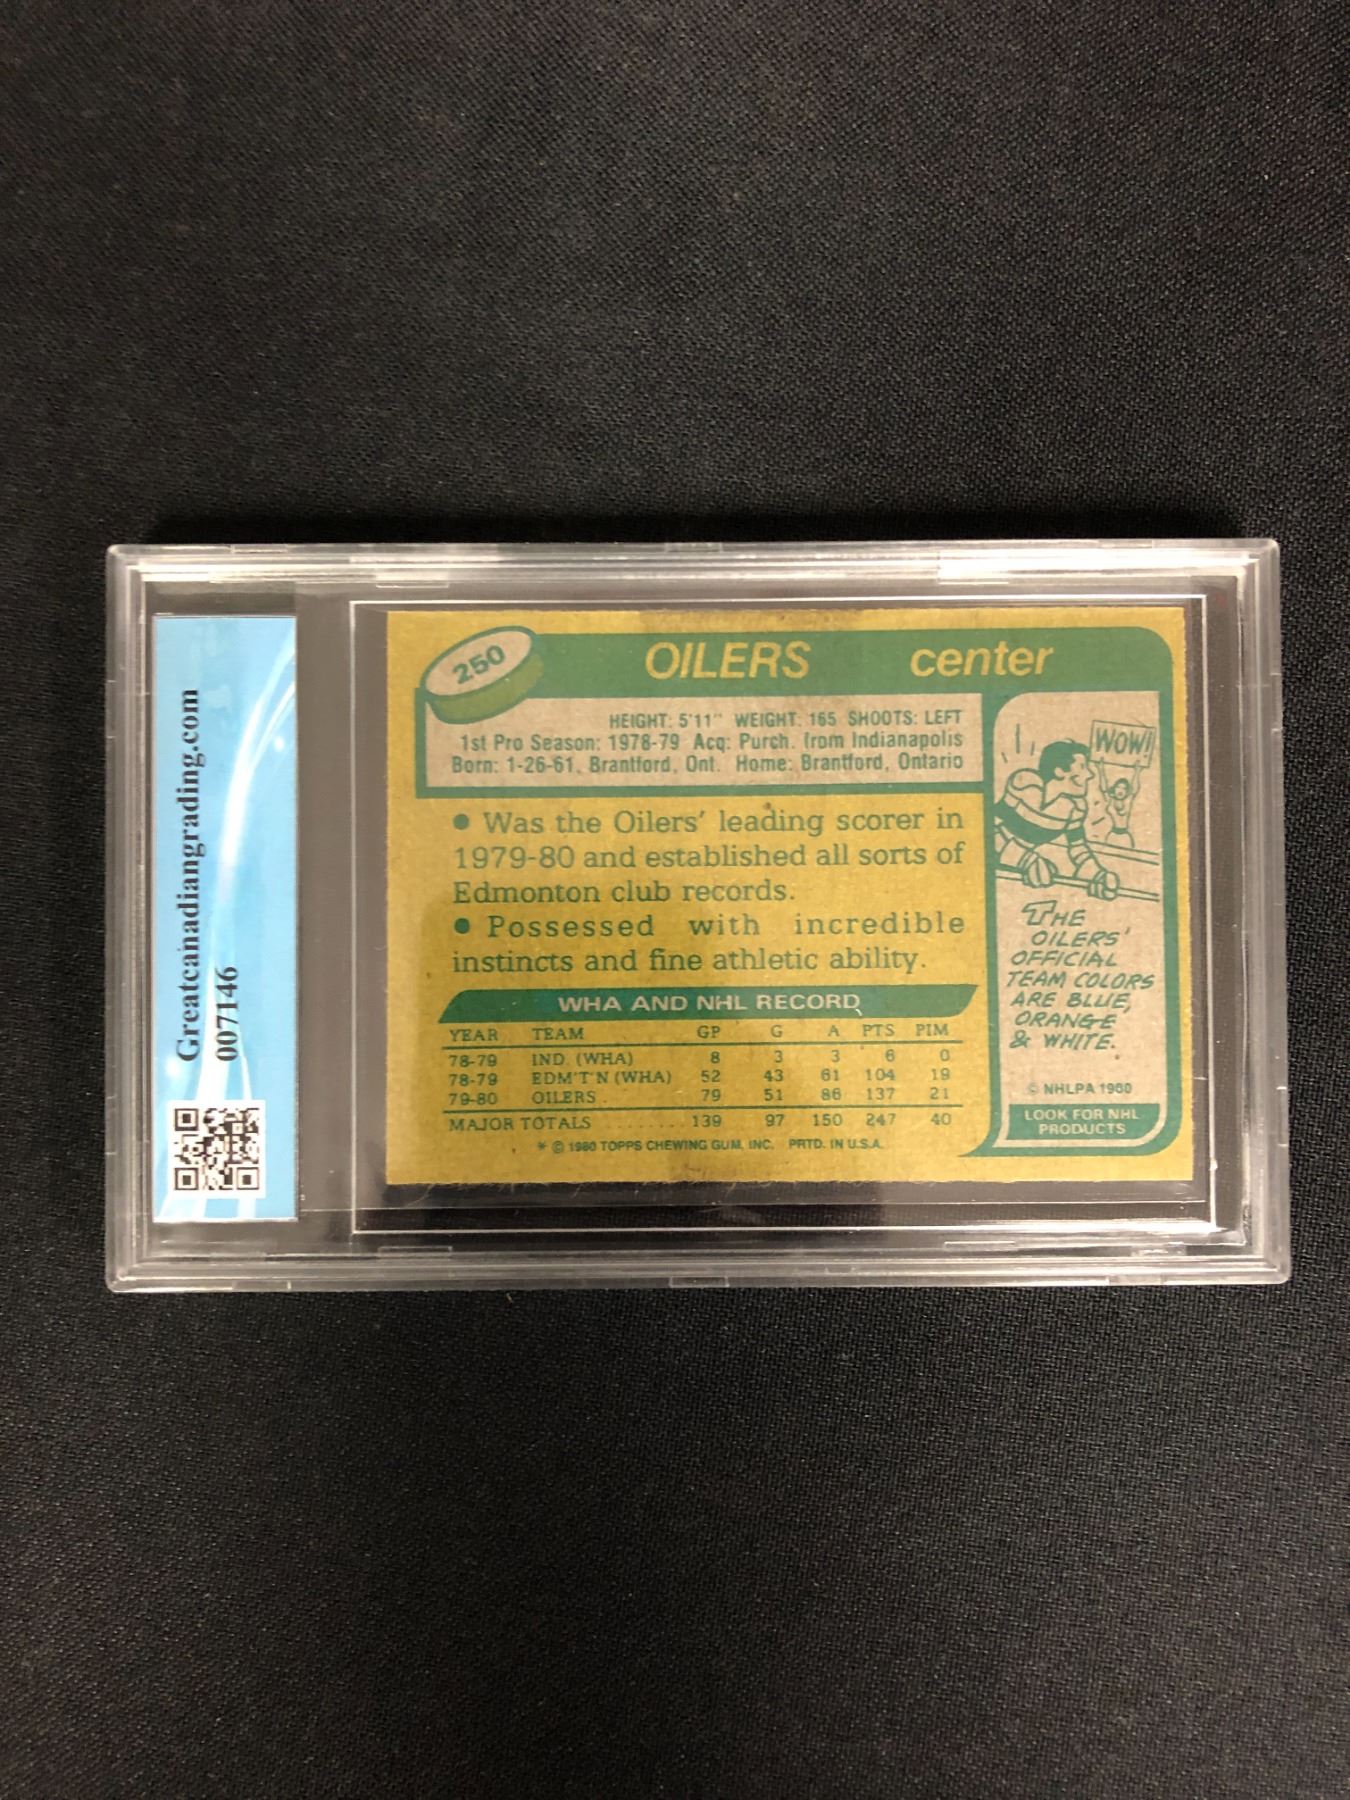 Greatcanadiangrading.com
007146
250
OILERS center
HEIGHT: 5'11" WEIGHT: 165 SHOOTS: LEFT
1st Pro Season: 1978-79 Acq: Purch. from Indianapolis
Born: 1-26-61, Brantford, Ont. Home: Brantford, Ontario
● Was the Oilers' leading scorer in
1979-80 and established all sorts of
Edmonton club records.
● Possessed with incredible
instincts and fine athletic ability.
WHA AND NHL RECORD
YEAR TEAM GP G A PTS PIM
78-79 IND. (WHA) 8 3 3 6 0
78-79 EDM'T'N (WHA) 52 43 61 104 19
79-80 OILERS 79 51 86 137 21
MAJOR TOTALS ........ 139 97 150 247 40
* © 1980 TOPPS CHEWING GUM, INC. PRTD. IN U.S.A.
WOW!
THE
OILERS'
OFFICIAL
TEAM COLORS
ARE BLUE,
ORANGE
& WHITE.
© NHLPA 1980
LOOK FOR NHL
PRODUCTS